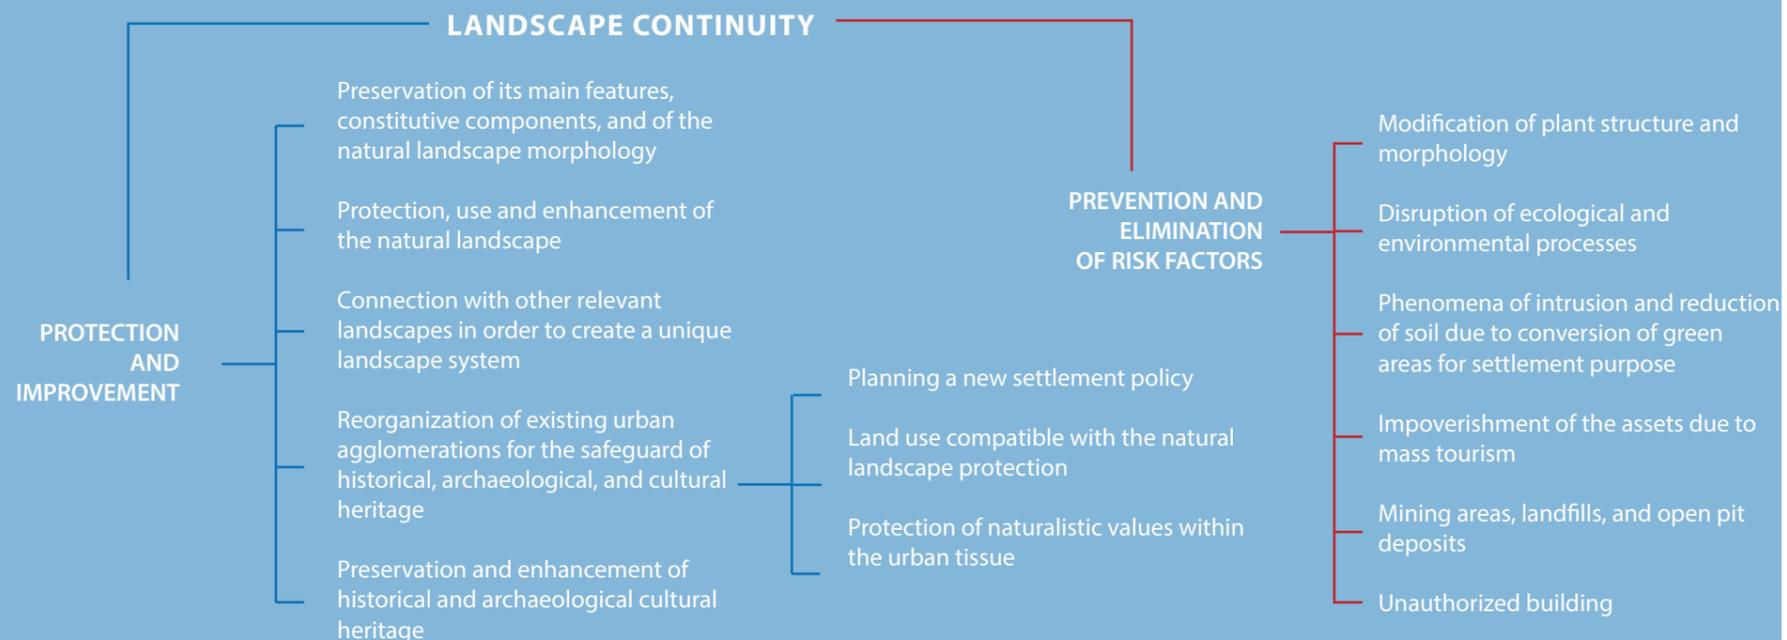 LANDSCAPE CONTINUITY
PROTECTION
AND
IMPROVEMENT
Preservation of its main features,
constitutive components, and of the
natural landscape morphology
Protection, use and enhancement of
the natural landscape
Connection with other relevant
landscapes in order to create a unique
landscape system
Reorganization of existing urban
agglomerations for the safeguard of
historical, archaeological, and cultural
heritage
Preservation and enhancement of
historical and archaeological cultural
heritage
Planning a new settlement policy
Land use compatible with the natural
landscape protection
Protection of naturalistic values within
the urban tissue
PREVENTION AND
ELIMINATION
OF RISK FACTORS
Modification of plant structure and
morphology
Disruption of ecological and
environmental processes
Phenomena of intrusion and reduction
of soil due to conversion of green
areas for settlement purpose
Impoverishment of the assets due to
mass tourism
Mining areas, landfills, and open pit
deposits
Unauthorized building